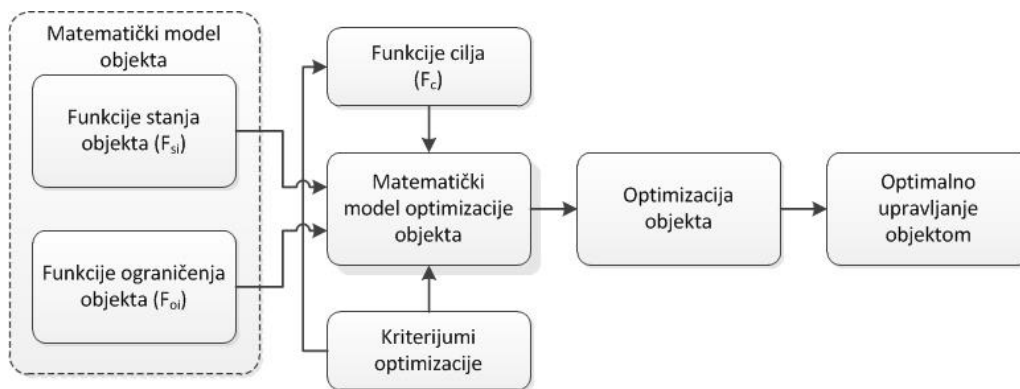 Matematički model
objekta
Funkcije stanja
objekta (Fsi)
Funkcije ograničenja
objekta (Foi)
Funkcije cilja
(Fc)
Matematički
model optimizacije
objekta
Kriterijumi
optimizacije
Optimizacija
objekta
Optimalno
upravljanje
objektom